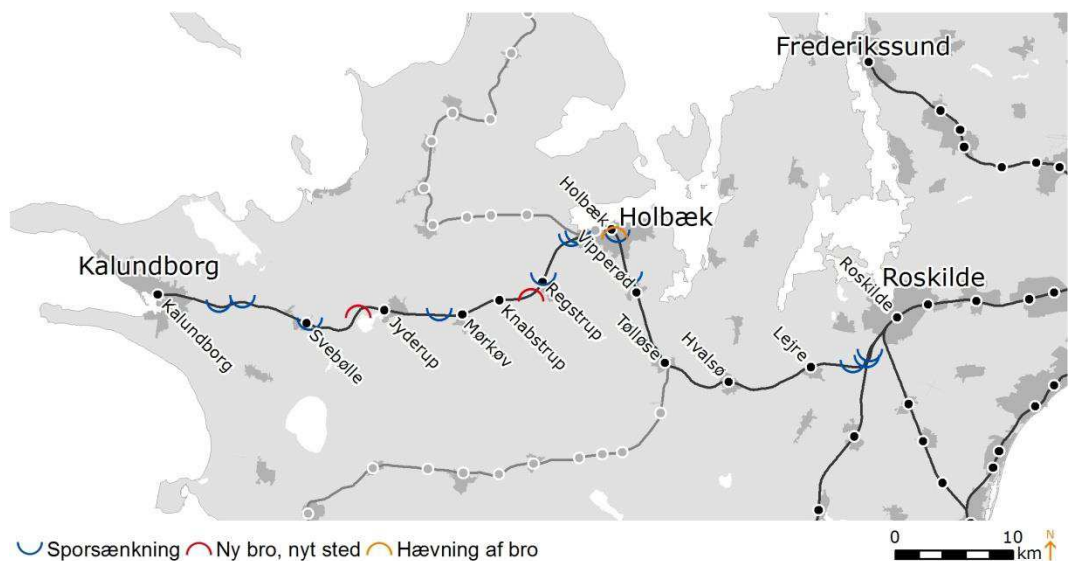 Frederikssund
Holbæk
Holbæk
Vipperød
Kalundborg
Kalundborg
Svebølle
Jyderup
Mørkøv
Knabstrup
Regstrup
Tølløse
Hvalsø
Lejre
Roskilde
Roskilde
Sporsænkning Ny bro, nyt sted Hævning af bro
0 10
km
N